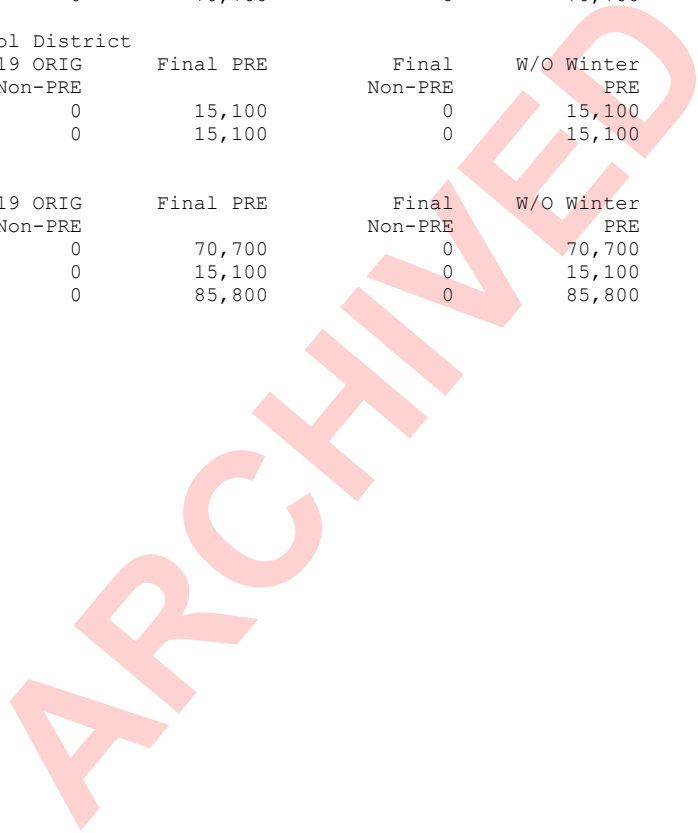 ol District
19 ORIG Final PRE Final W/O Winter
Non-PRE Non-PRE PRE
0 15,100 0 15,100
0 15,100 0 15,100
19 ORIG Final PRE Final W/O Winter
Non-PRE Non-PRE PRE
0 70,700 0 70,700
0 15,100 0 15,100
0 85,800 0 85,800
ARCHIVED